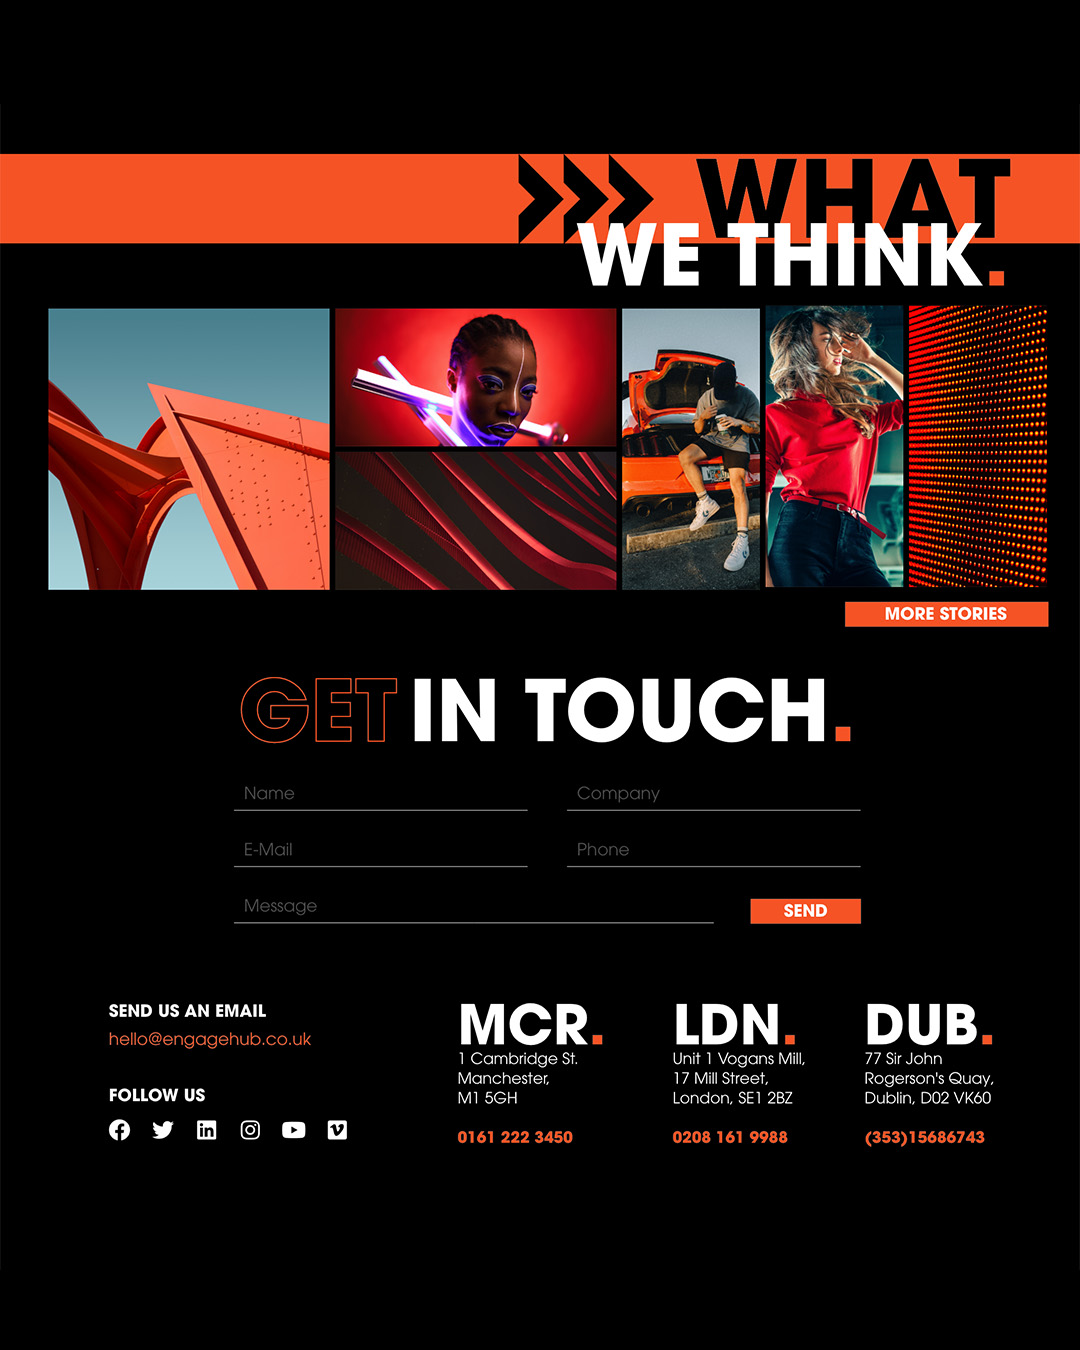 WHAT
WE THINK.
MORE STORIES
GET IN TOUCH.
Name
Company
E-Mail
Phone
Message
SEND
SEND US AN EMAIL
hello@engagehub.co.uk
FOLLOW US
MCR.
1 Cambridge St.
Manchester,
M1 5GH
0161 222 3450
LDN.
Unit 1 Vogans Mill,
17 Mill Street,
London, SE1 2BZ
0208 161 9988
DUB.
77 Sir John
Rogerson's Quay,
Dublin, D02 VK60
(353)15686743